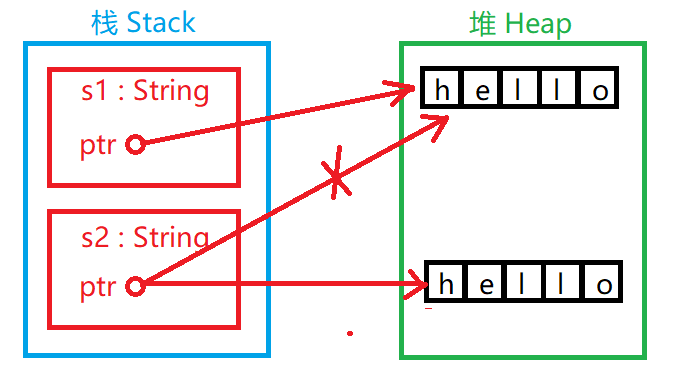 栈 Stack
堆 Heap
s1 : String
ptr
h e l l o
s2 : String
ptr
h e l l o